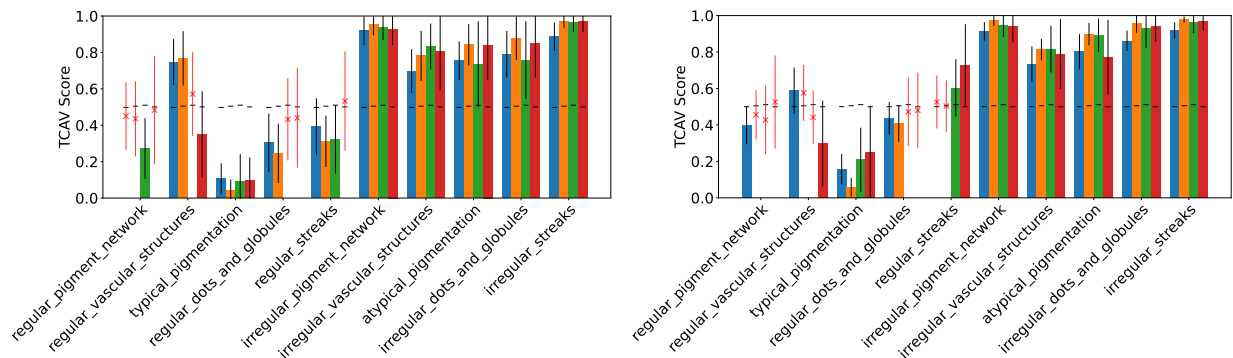 TCAV Score
1.0
0.8
0.6
0.4
0.2
0.0
regular_pigment_network
regular_vascular_structures
typical_pigmentation
regular_dots_and_globules
regular_streaks
irregular_pigment_network
irregular_vascular_structures
atypical_pigmentation
irregular_dots_and_globules
irregular_streaks
TCAV Score
1.0
0.8
0.6
0.4
0.2
0.0
regular_pigment_network
regular_vascular_structures
typical_pigmentation
regular_dots_and_globules
regular_streaks
irregular_pigment_network
irregular_vascular_structures
atypical_pigmentation
irregular_dots_and_globules
irregular_streaks